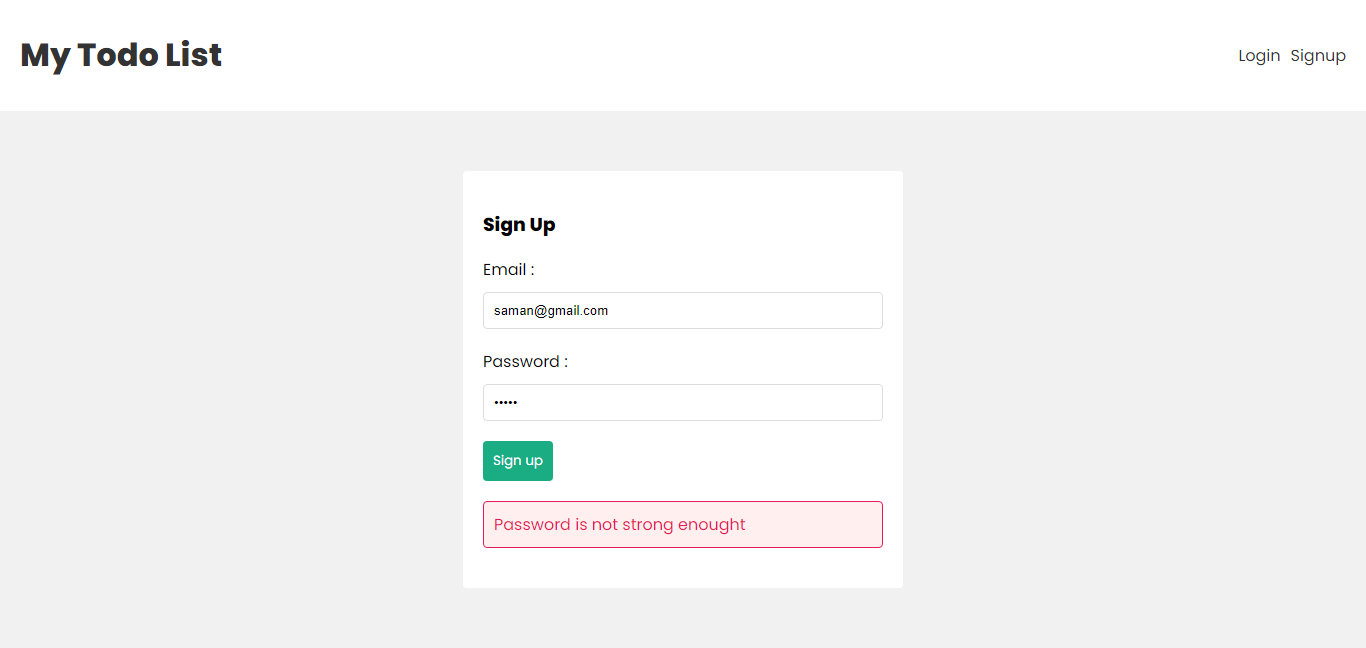 My Todo List
Login Signup
Sign Up
Email :
saman@gmail.com
Password :
•••••
Sign up
Password is not strong enought